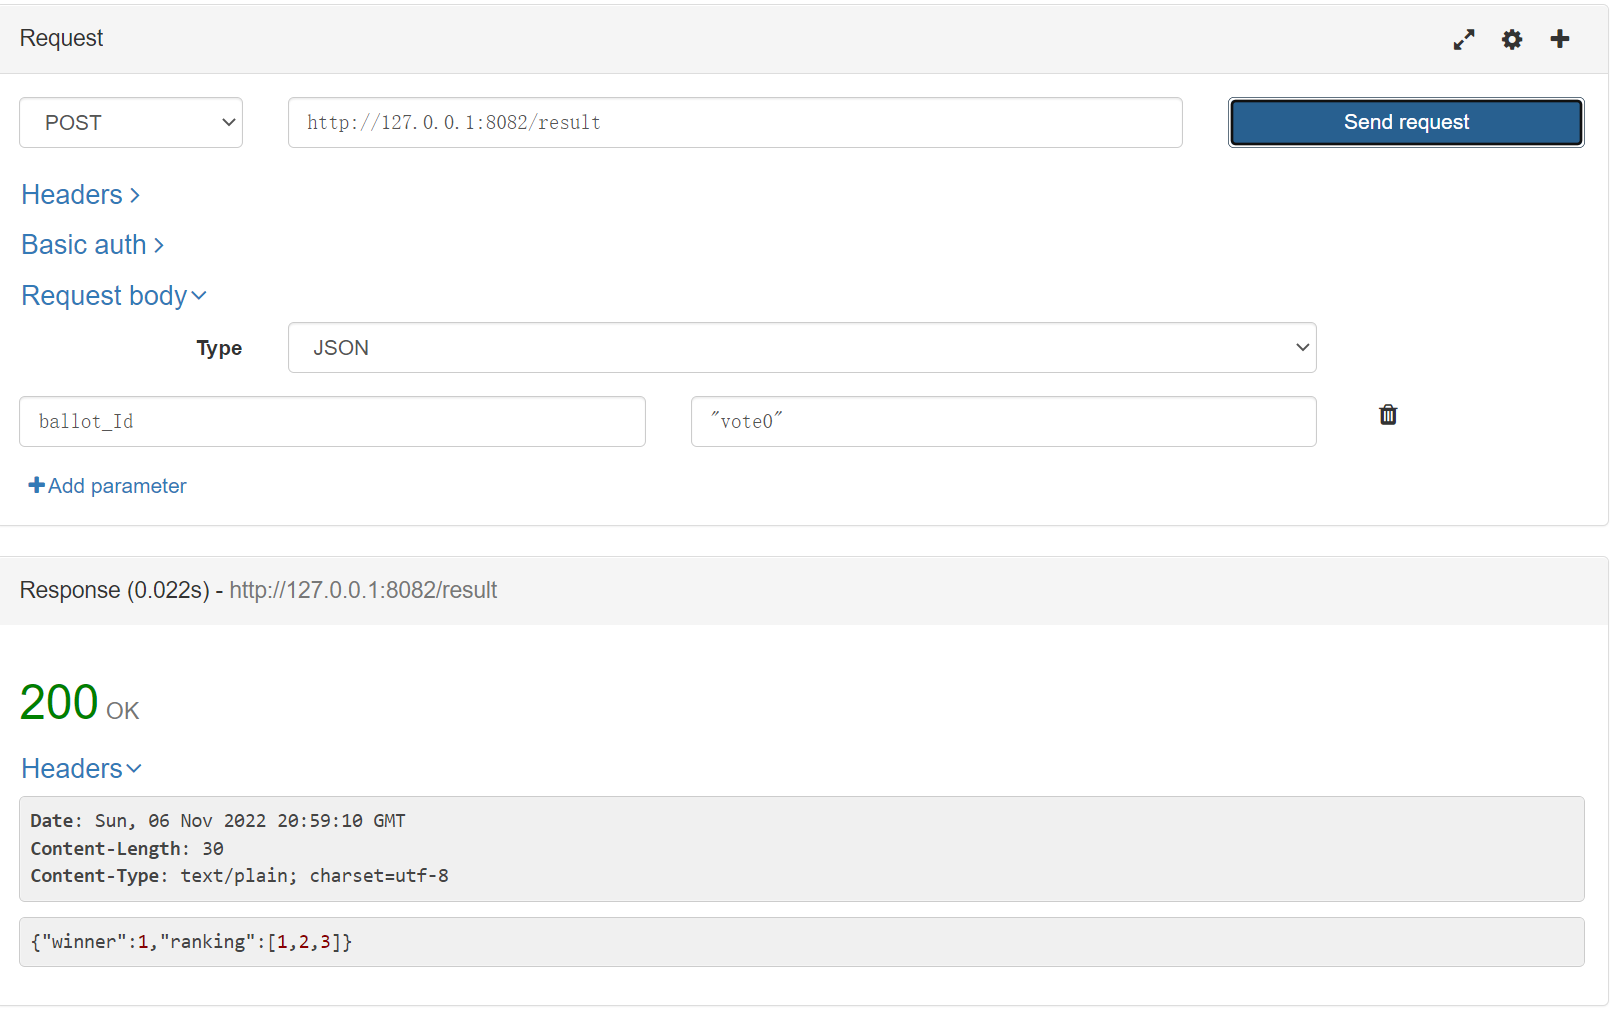 Request
POST
http://127.0.0.1:8082/result
Send request
Headers
Basic auth
Request body
Type
JSON
ballot_Id
"vote0"
Add parameter
Response (0.022s) - http://127.0.0.1:8082/result
200 OK
Headers
Date: Sun, 06 Nov 2022 20:59:10 GMT
Content-Length: 30
Content-Type: text/plain; charset=utf-8
{"winner":1,"ranking":[1,2,3]}